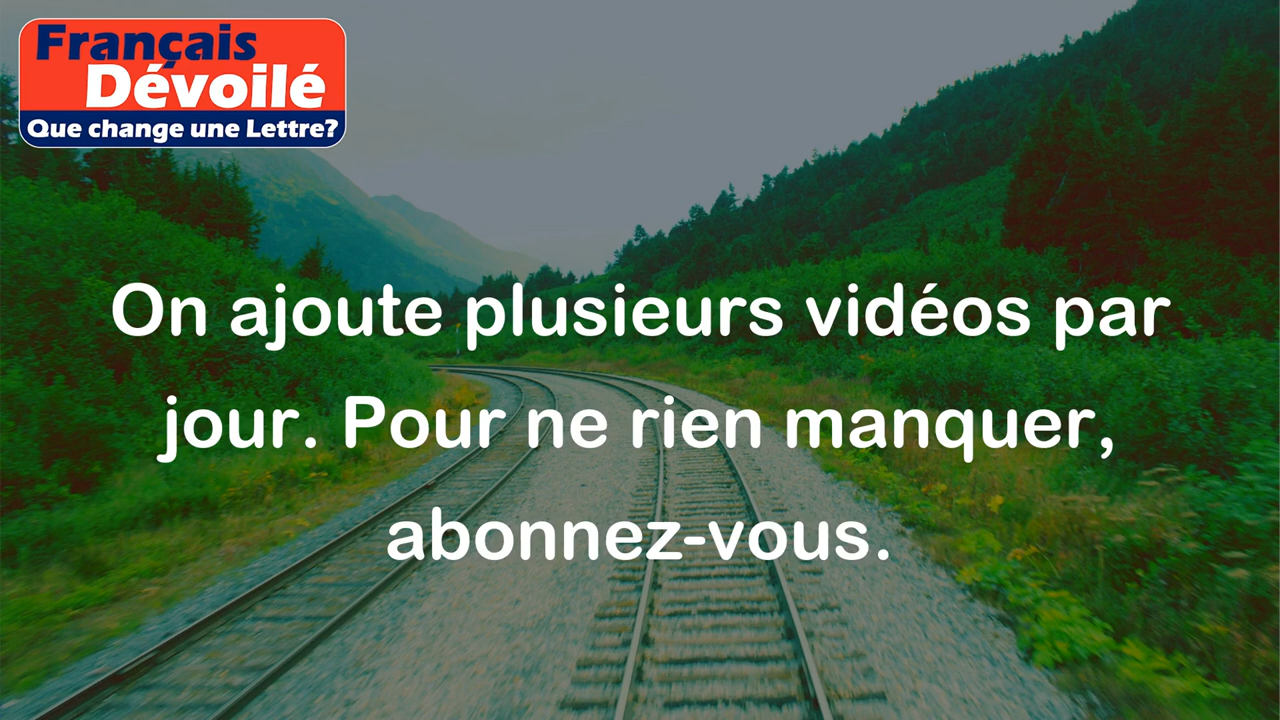 Français
Dévoilé
Que change une Lettre?
On ajoute plusieurs vidéos par
jour. Pour ne rien manquer,
abonnez-vous.